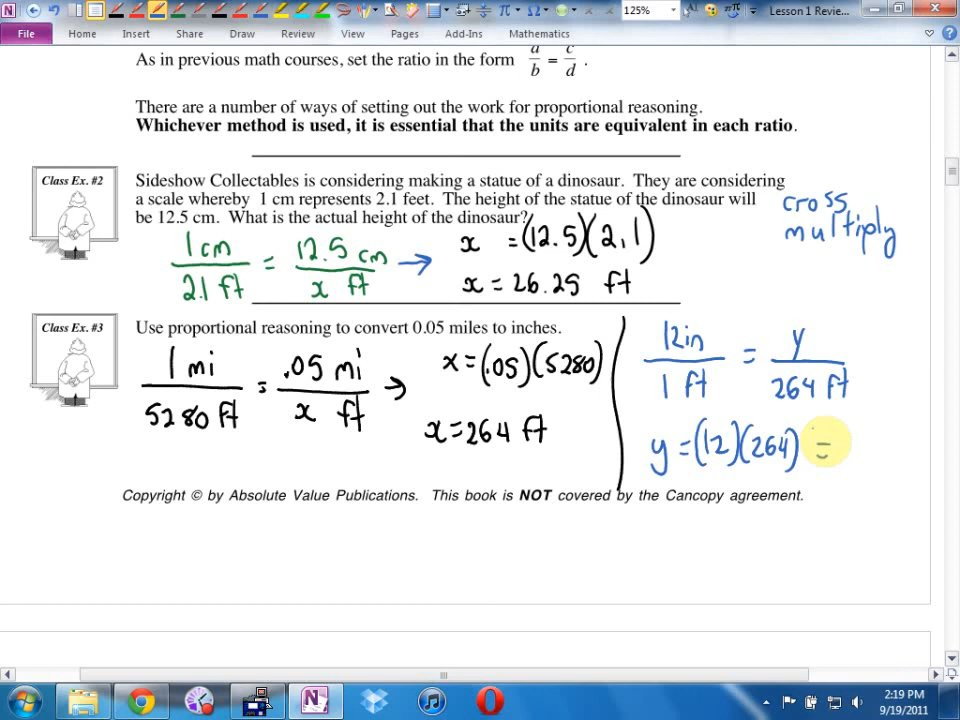 125%
Lesson 1 Revie...
File Home Insert Share Draw Review View Pages Add-Ins Mathematics
As in previous math courses, set the ratio in the form a/b = c/d .
There are a number of ways of setting out the work for proportional reasoning.
Whichever method is used, it is essential that the units are equivalent in each ratio.
Class Ex. #2
Sideshow Collectables is considering making a statue of a dinosaur. They are considering
a scale whereby 1 cm represents 2.1 feet. The height of the statue of the dinosaur will
be 12.5 cm. What is the actual height of the dinosaur?
cross
multiply
1 cm / 2.1 ft = 12.5 cm / x ft →
x = (12.5)(2.1)
x = 26.25 ft
Class Ex. #3
Use proportional reasoning to convert 0.05 miles to inches.
1 mi / 5280 ft = .05 mi / x ft →
x = (.05)(5280)
x = 264 ft
12in / 1 ft = y / 264 ft
y = (12)(264) =
Copyright © by Absolute Value Publications. This book is NOT covered by the Cancopy agreement.
2:19 PM
9/19/2011